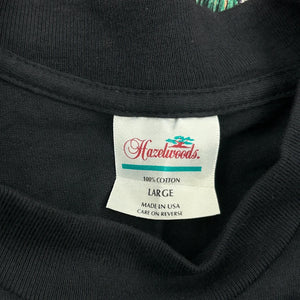 Hazelwoods.
100% COTTON
LARGE
MADE IN USA
CARE ON REVERSE